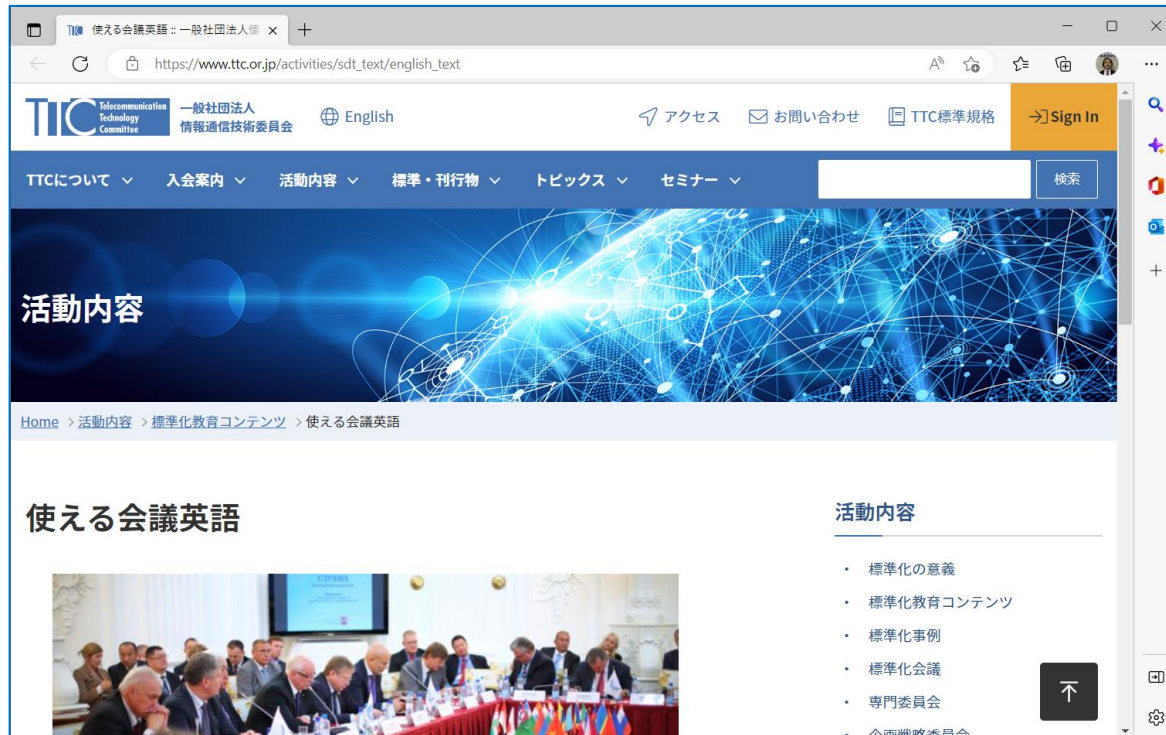 使える会議英語 :: 一般社団法人情
https://www.ttc.or.jp/activities/sdt_text/english_text
TTC Telecommunication Technology Committee
一般社団法人
情報通信技術委員会
English
アクセス
お問い合わせ
TTC標準規格
Sign In
TTCについて
入会案内
活動内容
標準・刊行物
トピックス
セミナー
検索
活動内容
Home > 活動内容 > 標準化教育コンテンツ > 使える会議英語
使える会議英語
活動内容
・ 標準化の意義
・ 標準化教育コンテンツ
・ 標準化事例
・ 標準化会議
・ 専門委員会
・ 企画戦略委員会